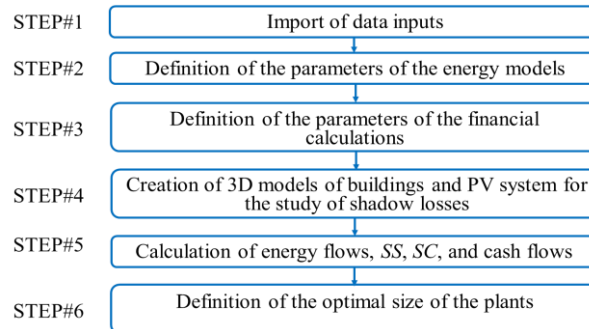 STEP#1
Import of data inputs
STEP#2
Definition of the parameters of the energy models
STEP#3
Definition of the parameters of the financial
calculations
STEP#4
Creation of 3D models of buildings and PV system for
the study of shadow losses
STEP#5
Calculation of energy flows, SS, SC, and cash flows
STEP#6
Definition of the optimal size of the plants